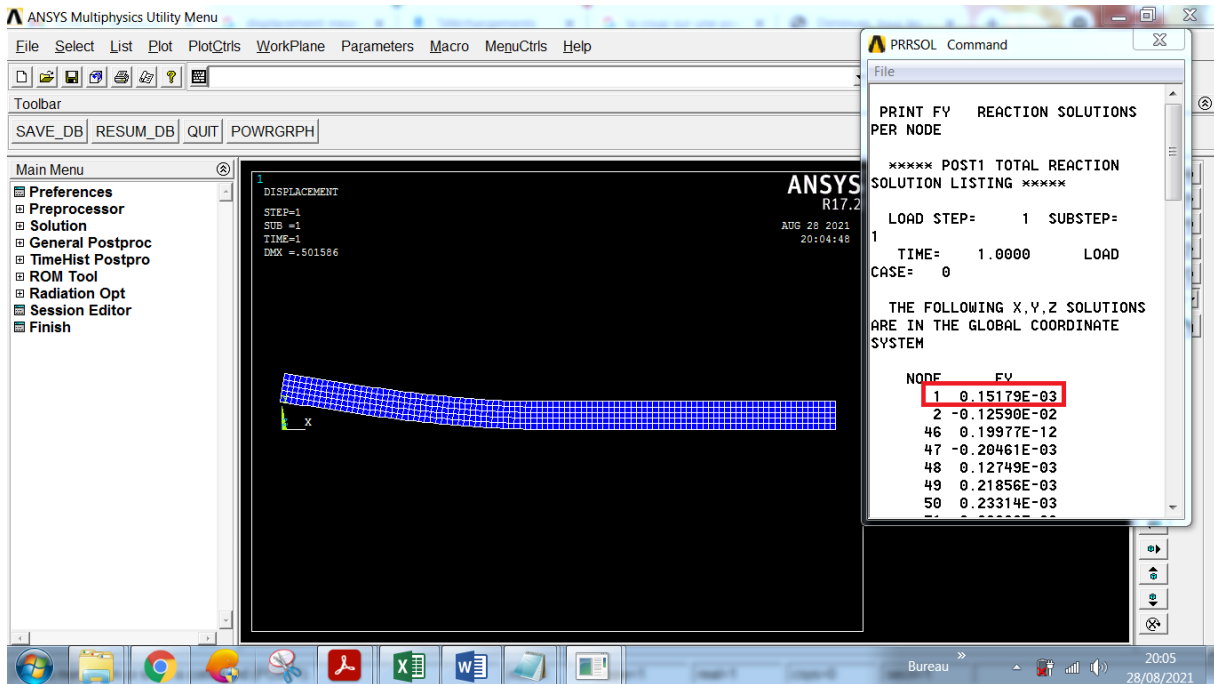 ANSYS Multiphysics Utility Menu
File Select List Plot PlotCtrls WorkPlane Parameters Macro MenuCtrls Help
Toolbar
SAVE_DB RESUM_DB QUIT POWRGRPH
Main Menu
Preferences
Preprocessor
Solution
General Postproc
TimeHist Postpro
ROM Tool
Radiation Opt
Session Editor
Finish
1
DISPLACEMENT
STEP=1
SUB =1
TIME=1
DMX =.501586
ANSYS
R17.2
AUG 28 2021
20:04:48
X
PRRSOL Command
File
PRINT FY REACTION SOLUTIONS
PER NODE
***** POST1 TOTAL REACTION
SOLUTION LISTING *****
LOAD STEP= 1 SUBSTEP=
1
TIME= 1.0000 LOAD
CASE= 0
THE FOLLOWING X,Y,Z SOLUTIONS
ARE IN THE GLOBAL COORDINATE
SYSTEM
NODE FY
1 0.15179E-03
2 -0.12590E-02
46 0.19977E-12
47 -0.20461E-03
48 0.12749E-03
49 0.21856E-03
50 0.23314E-03
Bureau
20:05
28/08/2021